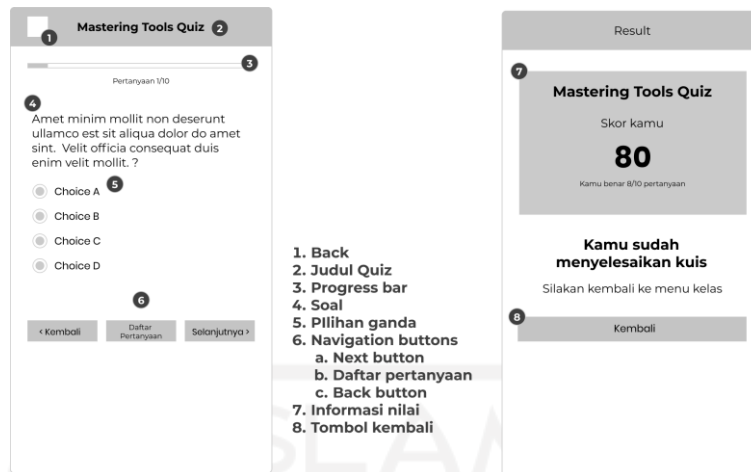 Mastering Tools Quiz 2
1
3
Pertanyaan 1/10
4
Amet minim mollit non deserunt
ullamco est sit aliqua dolor do amet
sint. Velit officia consequat duis
enim velit mollit. ?
Choice A 5
Choice B
Choice C
Choice D
6
< Kembali
Daftar
Pertanyaan
Selanjutnya >
1. Back
2. Judul Quiz
3. Progress bar
4. Soal
5. PIlihan ganda
6. Navigation buttons
a. Next button
b. Daftar pertanyaan
c. Back button
7. Informasi nilai
8. Tombol kembali
Result
7
Mastering Tools Quiz
Skor kamu
80
Kamu benar 8/10 pertanyaan
Kamu sudah
menyelesaikan kuis
Silakan kembali ke menu kelas
8
Kembali